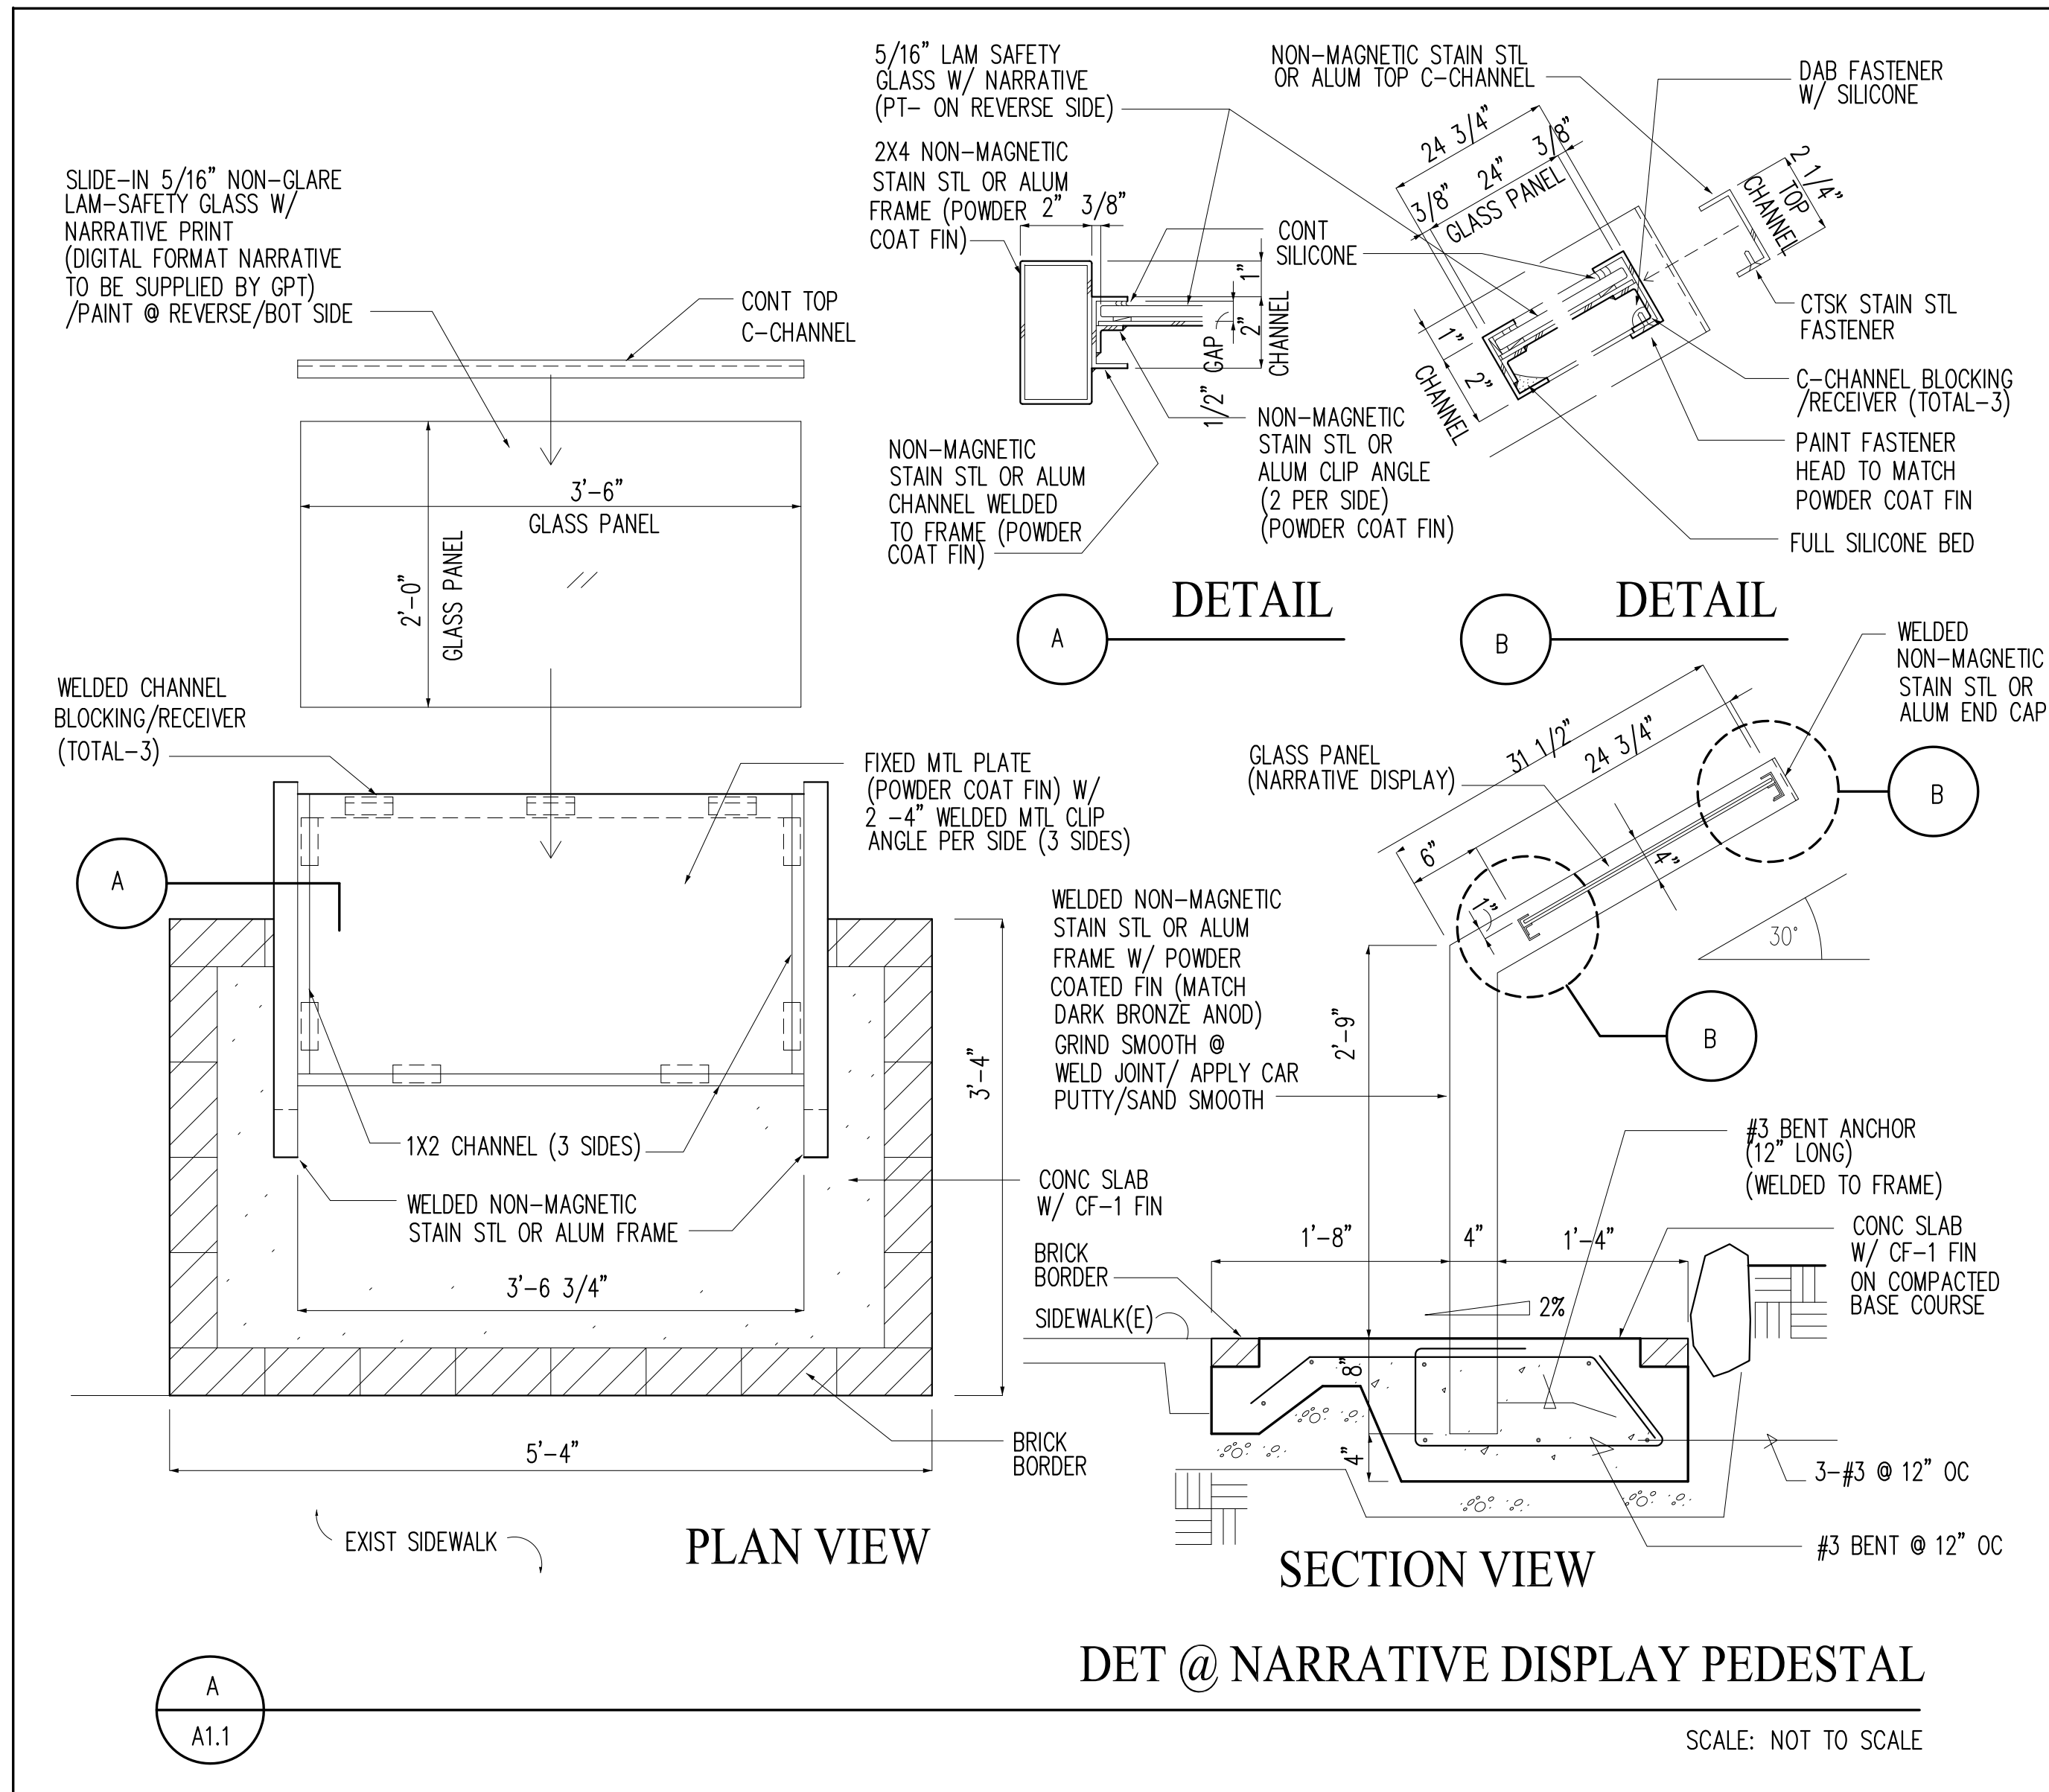 SLIDE-IN 5/16" NON-GLARE
LAM-SAFETY GLASS W/
NARRATIVE PRINT
(DIGITAL FORMAT NARRATIVE
TO BE SUPPLIED BY GPT)
/PAINT @ REVERSE/BOT SIDE
CONT TOP
C-CHANNEL
3'-6"
GLASS PANEL
2'-0"
GLASS PANEL
WELDED CHANNEL
BLOCKING/RECEIVER
(TOTAL-3)
FIXED MTL PLATE
(POWDER COAT FIN) W/
2 -4" WELDED MTL CLIP
ANGLE PER SIDE (3 SIDES)
A
3'-4"
1X2 CHANNEL (3 SIDES)
WELDED NON-MAGNETIC
STAIN STL OR ALUM FRAME
3'-6 3/4"
CONC SLAB
W/ CF-1 FIN
5'-4"
BRICK
BORDER
EXIST SIDEWALK
PLAN VIEW
5/16" LAM SAFETY
GLASS W/ NARRATIVE
(PT- ON REVERSE SIDE)
2X4 NON-MAGNETIC
STAIN STL OR ALUM
FRAME (POWDER
COAT FIN)
2"
3/8"
CONT
SILICONE
1"
2"
CHANNEL
1/2" GAP
NON-MAGNETIC
STAIN STL OR ALUM
CHANNEL WELDED
TO FRAME (POWDER
COAT FIN)
NON-MAGNETIC
STAIN STL OR
ALUM CLIP ANGLE
(2 PER SIDE)
(POWDER COAT FIN)
A
DETAIL
NON-MAGNETIC STAIN STL
OR ALUM TOP C-CHANNEL
DAB FASTENER
W/ SILICONE
24 3/4"
3/8"
24"
3/8"
GLASS PANEL
2 1/4"
TOP
CHANNEL
1"
2"
CHANNEL
CTSK STAIN STL
FASTENER
C-CHANNEL BLOCKING
/RECEIVER (TOTAL-3)
PAINT FASTENER
HEAD TO MATCH
POWDER COAT FIN
FULL SILICONE BED
B
DETAIL
WELDED
NON-MAGNETIC
STAIN STL OR
ALUM END CAP
GLASS PANEL
(NARRATIVE DISPLAY)
31 1/2"
24 3/4"
6"
4"
1"
30°
B
B
WELDED NON-MAGNETIC
STAIN STL OR ALUM
FRAME W/ POWDER
COATED FIN (MATCH
DARK BRONZE ANOD)
GRIND SMOOTH @
WELD JOINT/ APPLY CAR
PUTTY/SAND SMOOTH
2'-9"
#3 BENT ANCHOR
(12" LONG)
(WELDED TO FRAME)
1'-8"
4"
1'-4"
CONC SLAB
W/ CF-1 FIN
ON COMPACTED
BASE COURSE
BRICK
BORDER
SIDEWALK(E)
2%
8"
4"
3-#3 @ 12" OC
#3 BENT @ 12" OC
SECTION VIEW
DET @ NARRATIVE DISPLAY PEDESTAL
A
A1.1
SCALE: NOT TO SCALE